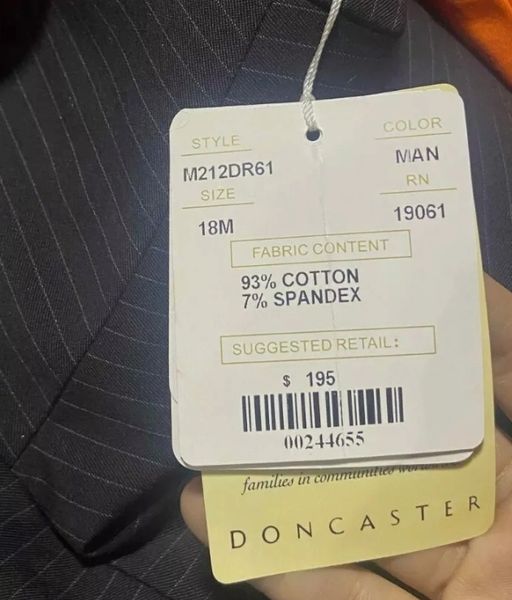 STYLE
COLOR
M212DR61
MAN
SIZE
RN
18M
19061
FABRIC CONTENT
93% COTTON
7% SPANDEX
SUGGESTED RETAIL:
$ 195
00244655
families in communities
DONCASTER